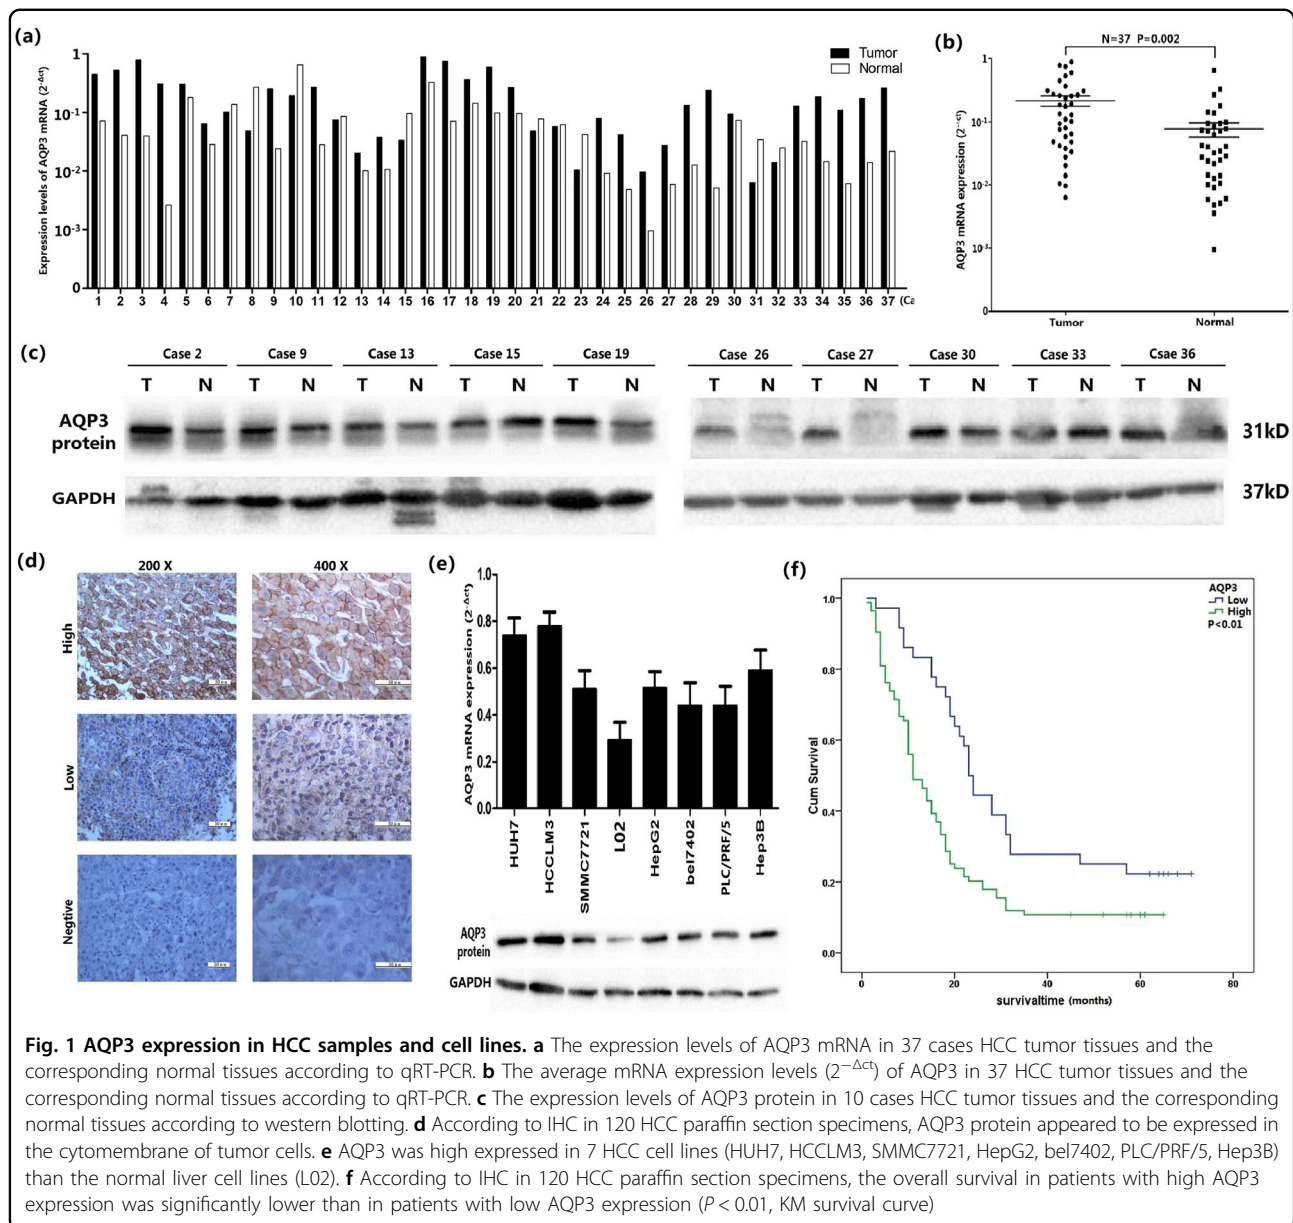 (a)
Expression levels of AQP3 mRNA (2^-Δct)
1
10^-1
10^-2
10^-3
0
Tumor
Normal
1 2 3 4 5 6 7 8 9 10 11 12 13 14 15 16 17 18 19 20 21 22 23 24 25 26 27 28 29 30 31 32 33 34 35 36 37 (Ca
(b)
N=37 P=0.002
AQP3 mRNA expression
1
10^-1
10^-2
10^-3
0
Tumor Normal
(c)
Case 2 Case 9 Case 13 Case 15 Case 19 Case 26 Case 27 Case 30 Case 33 Csae 36
T N T N T N T N T N T N T N T N T N T N
AQP3
protein
31kD
GAPDH
37kD
(d)
200 X 400 X
High
Low
Negtive
(e)
AQP3 mRNA expression (2^-Δct)
1.0
0.8
0.6
0.4
0.2
0.0
HUH7
HCCLM3
SMMC7721
L02
HepG2
bel7402
PLC/PRF/5
Hep3B
AQP3
protein
GAPDH
(f)
AQP3
Low
High
P<0.01
Cum Survival
1.0
0.8
0.6
0.4
0.2
0.0
0 20 40 60 80
survivaltime (months)
Fig. 1 AQP3 expression in HCC samples and cell lines. a The expression levels of AQP3 mRNA in 37 cases HCC tumor tissues and the
corresponding normal tissues according to qRT-PCR. b The average mRNA expression levels (2^−Δct) of AQP3 in 37 HCC tumor tissues and the
corresponding normal tissues according to qRT-PCR. c The expression levels of AQP3 protein in 10 cases HCC tumor tissues and the corresponding
normal tissues according to western blotting. d According to IHC in 120 HCC paraffin section specimens, AQP3 protein appeared to be expressed in
the cytomembrane of tumor cells. e AQP3 was high expressed in 7 HCC cell lines (HUH7, HCCLM3, SMMC7721, HepG2, bel7402, PLC/PRF/5, Hep3B)
than the normal liver cell lines (L02). f According to IHC in 120 HCC paraffin section specimens, the overall survival in patients with high AQP3
expression was significantly lower than in patients with low AQP3 expression (P < 0.01, KM survival curve)